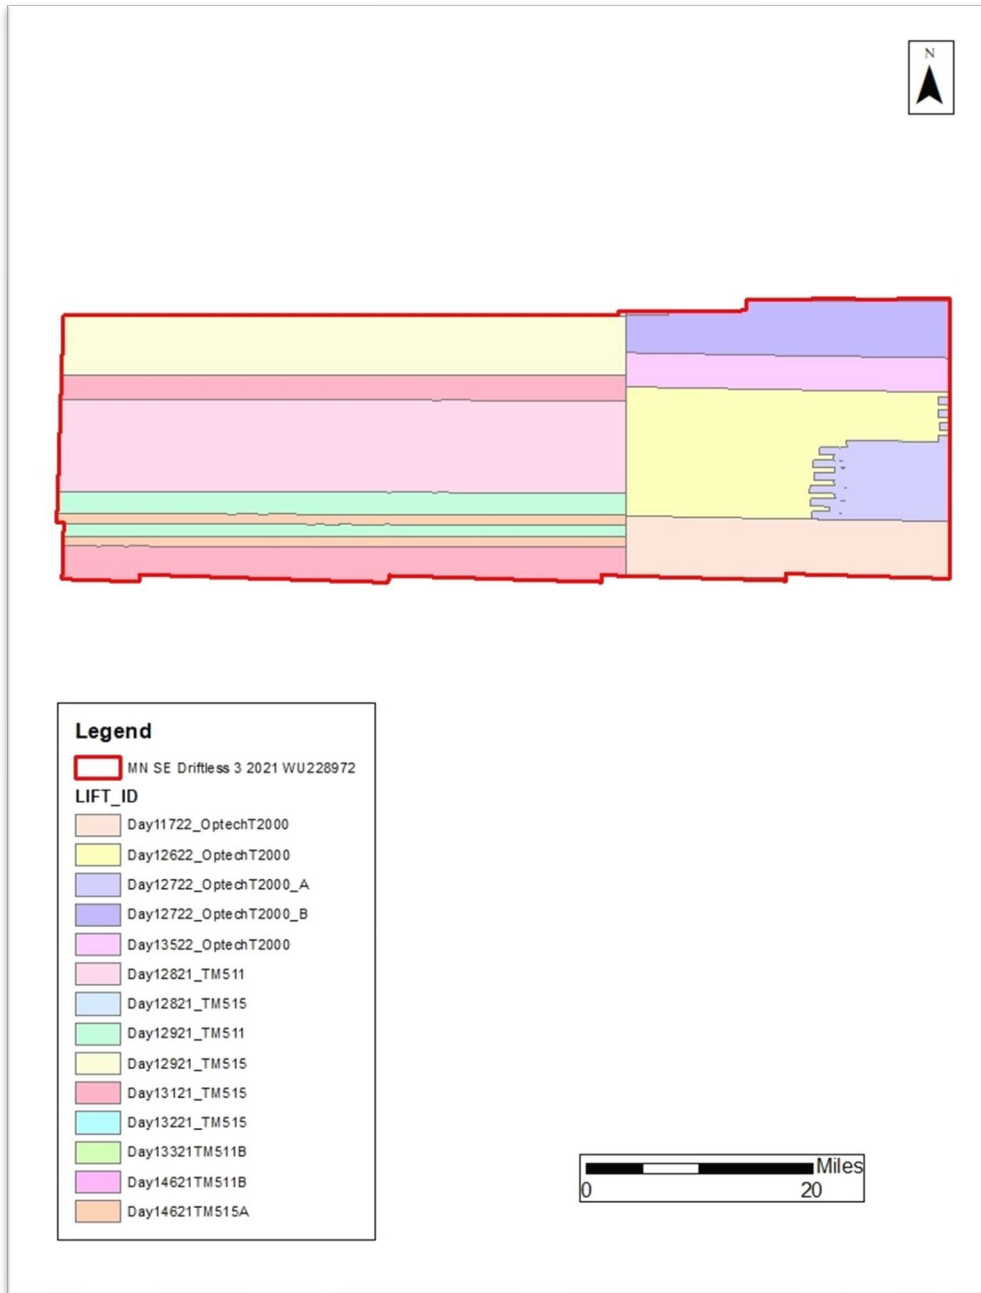 N
Legend
MN SE Driftless 3 2021 WU228972
LIFT_ID
Day11722_OptechT2000
Day12622_OptechT2000
Day12722_OptechT2000_A
Day12722_OptechT2000_B
Day13522_OptechT2000
Day12821_TM511
Day12821_TM515
Day12921_TM511
Day12921_TM515
Day13121_TM515
Day13221_TM515
Day13321TM511B
Day14621TM511B
Day14621TM515A
Miles
0 20